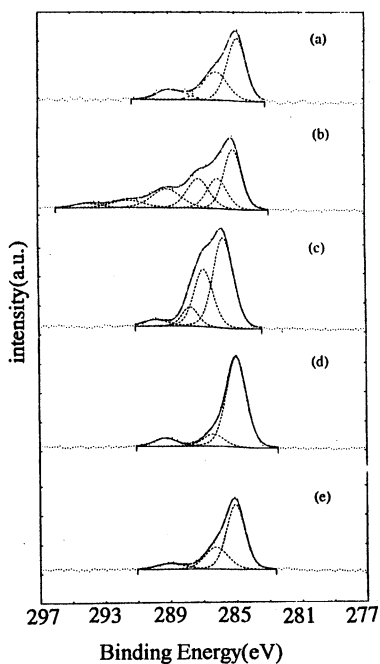 (a)
(b)
(c)
(d)
(e)
intensity(a.u.)
297 293 289 285 281 277
Binding Energy(eV)